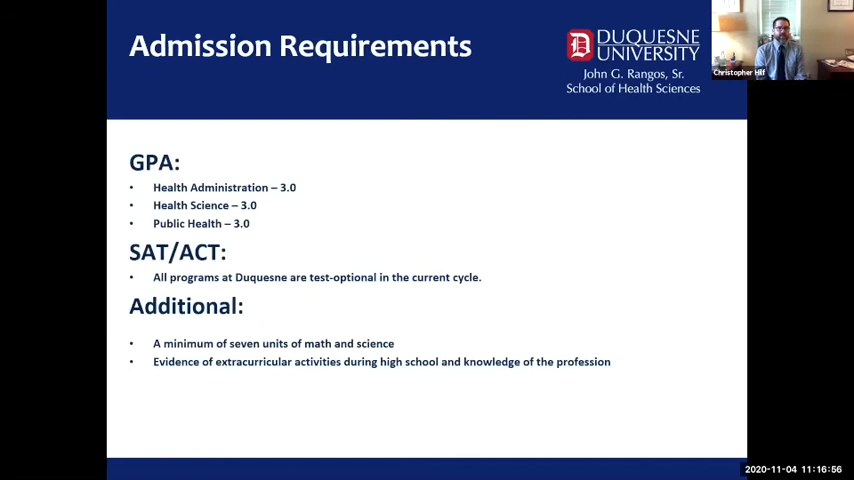 Admission Requirements
DUQUESNE
UNIVERSITY
John G. Rangos, Sr.
School of Health Sciences
Christopher Hilf
GPA:
• Health Administration – 3.0
• Health Science – 3.0
• Public Health – 3.0
SAT/ACT:
• All programs at Duquesne are test-optional in the current cycle.
Additional:
• A minimum of seven units of math and science
• Evidence of extracurricular activities during high school and knowledge of the profession
2020-11-04 11:16:56